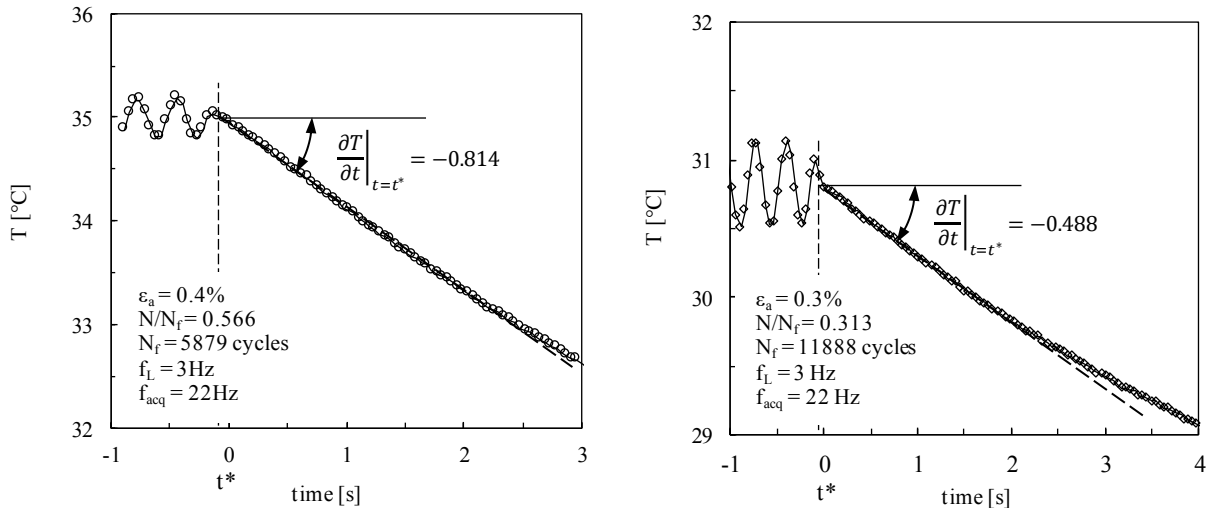 36
35
34
33
32
T [°C]
∂T/∂t|t=t* = −0.814
εa = 0.4%
N/Nf = 0.566
Nf = 5879 cycles
fL = 3Hz
facq = 22Hz
-1 0 1 2 3
t*
time [s]
32
31
30
29
T [°C]
∂T/∂t|t=t* = −0.488
εa = 0.3%
N/Nf = 0.313
Nf = 11888 cycles
fL = 3 Hz
facq = 22 Hz
-1 0 1 2 3 4
t*
time [s]